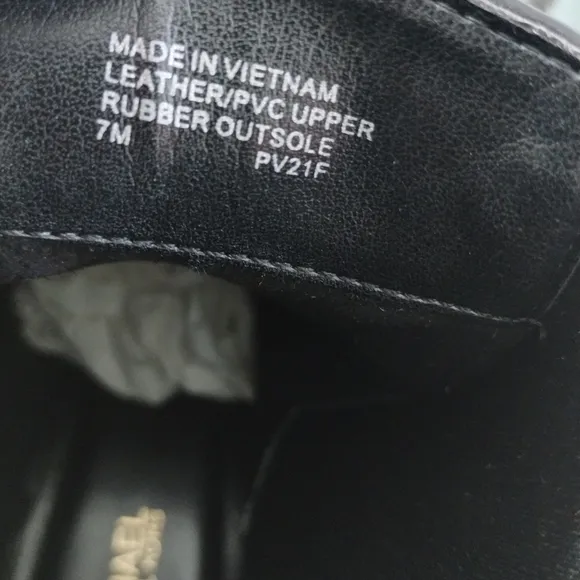 MADE IN VIETNAM
LEATHER/PVC UPPER
RUBBER OUTSOLE
7M PV21F